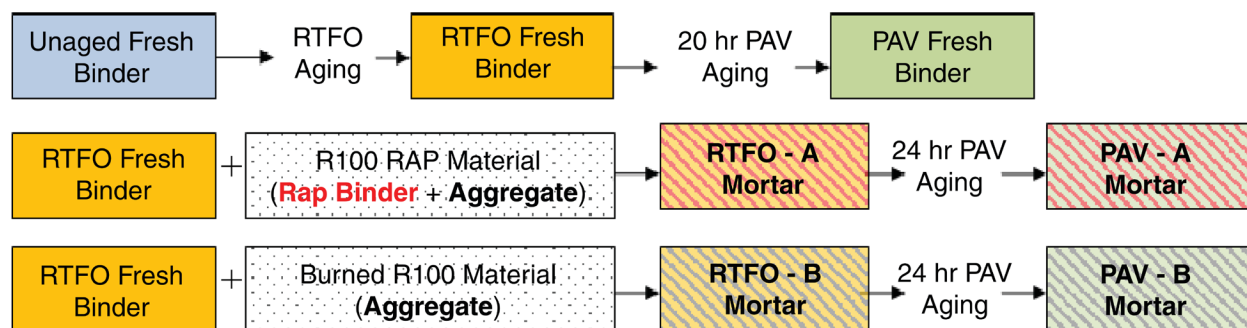 Unaged Fresh
Binder
RTFO
Aging
RTFO Fresh
Binder
20 hr PAV
Aging
PAV Fresh
Binder
RTFO Fresh
Binder
+
R100 RAP Material
(Rap Binder + Aggregate)
RTFO - A
Mortar
24 hr PAV
Aging
PAV - A
Mortar
RTFO Fresh
Binder
+
Burned R100 Material
(Aggregate)
RTFO - B
Mortar
24 hr PAV
Aging
PAV - B
Mortar